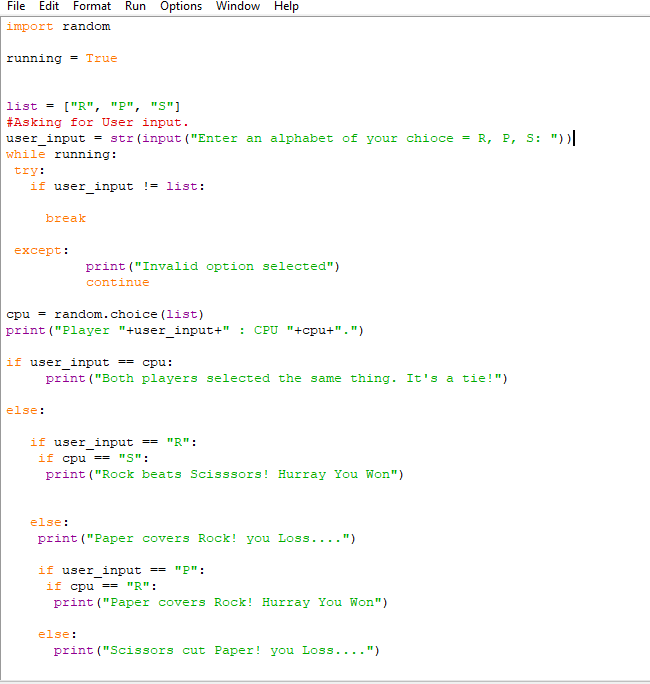 File Edit Format Run Options Window Help
import random
running = True
list = ["R", "P", "S"]
#Asking for User input.
user_input = str(input("Enter an alphabet of your chioce = R, P, S: "))
while running:
 try:
   if user_input != list:
     break
 except:
          print("Invalid option selected")
          continue
cpu = random.choice(list)
print("Player "+user_input+" : CPU "+cpu+".")
if user_input == cpu:
     print("Both players selected the same thing. It's a tie!")
else:
   if user_input == "R":
    if cpu == "S":
     print("Rock beats Scisssors! Hurray You Won")
   else:
    print("Paper covers Rock! you Loss....")
    if user_input == "P":
     if cpu == "R":
      print("Paper covers Rock! Hurray You Won")
    else:
      print("Scissors cut Paper! you Loss....")